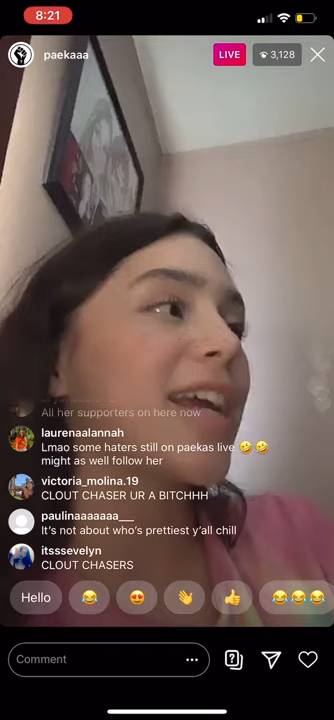 8:21
paekaaa
LIVE
3,128
All her supporters on here now
laurenaalannah
Lmao some haters still on paekas live 🤣 🤣
might as well follow her
victoria_molina.19
CLOUT CHASER UR A BITCHHH
paulinaaaaaaa___
It's not about who's prettiest y'all chill
itsssevelyn
CLOUT CHASERS
Hello 😂 😍 👋 👍 😂😂😂
Comment